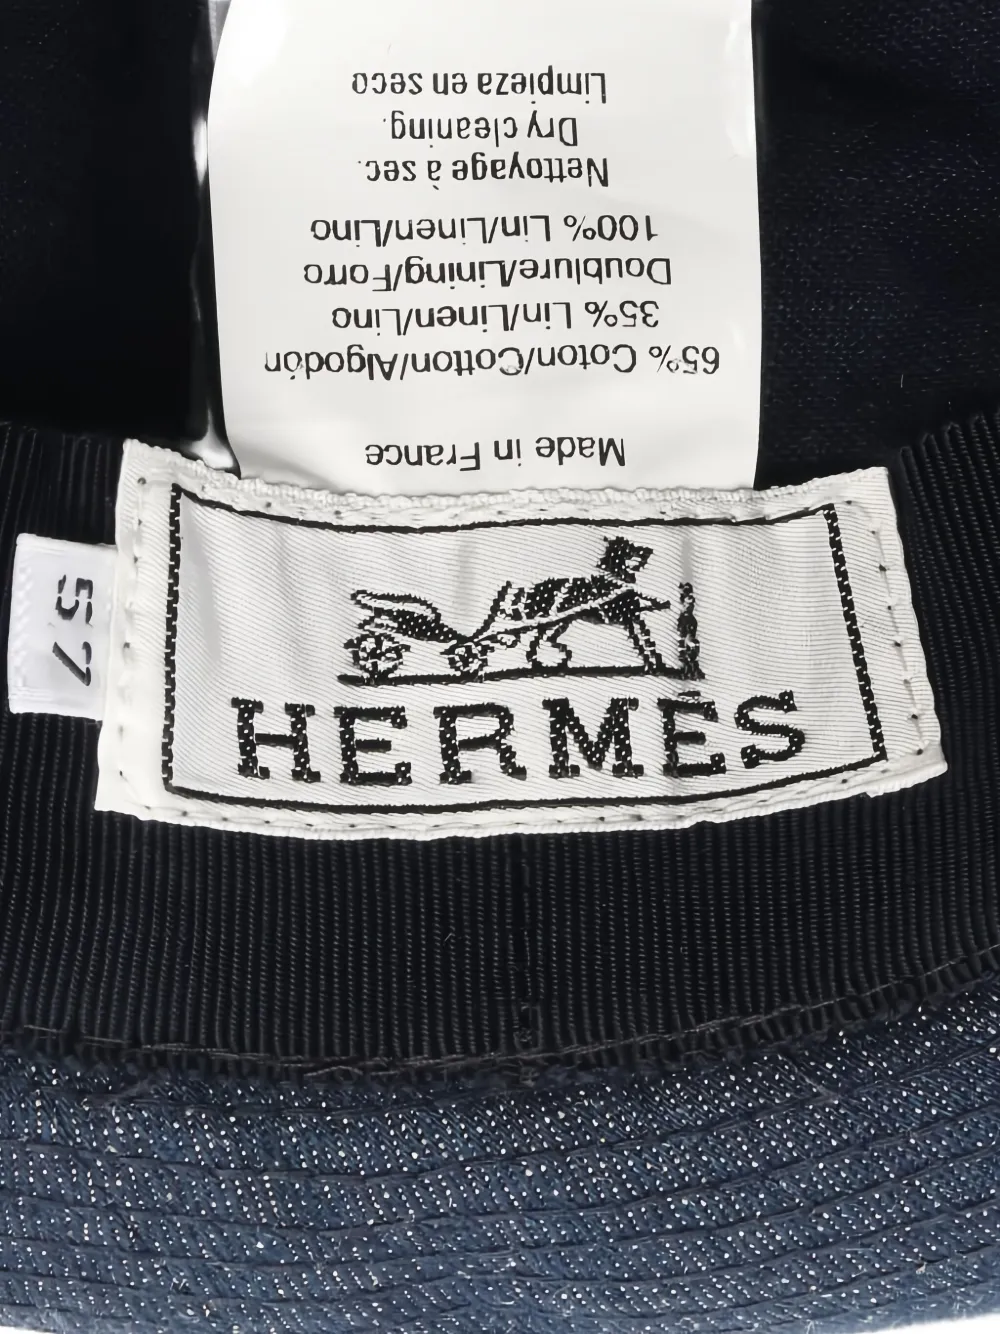 Made in France
65% Coton/Cotton/Algodón
35% Lin/Linen/Lino
Doublure/Lining/Forro
100% Lin/Linen/Lino
Nettoyage à sec.
Dry cleaning.
Limpieza en seco
57
HERMÈS